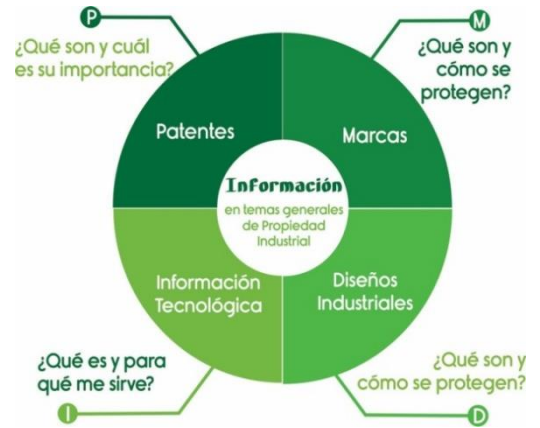 P
¿Qué son y cuál
es su importancia?
M
¿Qué son y
cómo se
protegen?
Patentes
Marcas
Información
en temas generales
de Propiedad
Industrial
Información
Tecnológica
Diseños
Industriales
¿Qué es y para
qué me sirve?
I
¿Qué son y
cómo se protegen?
D